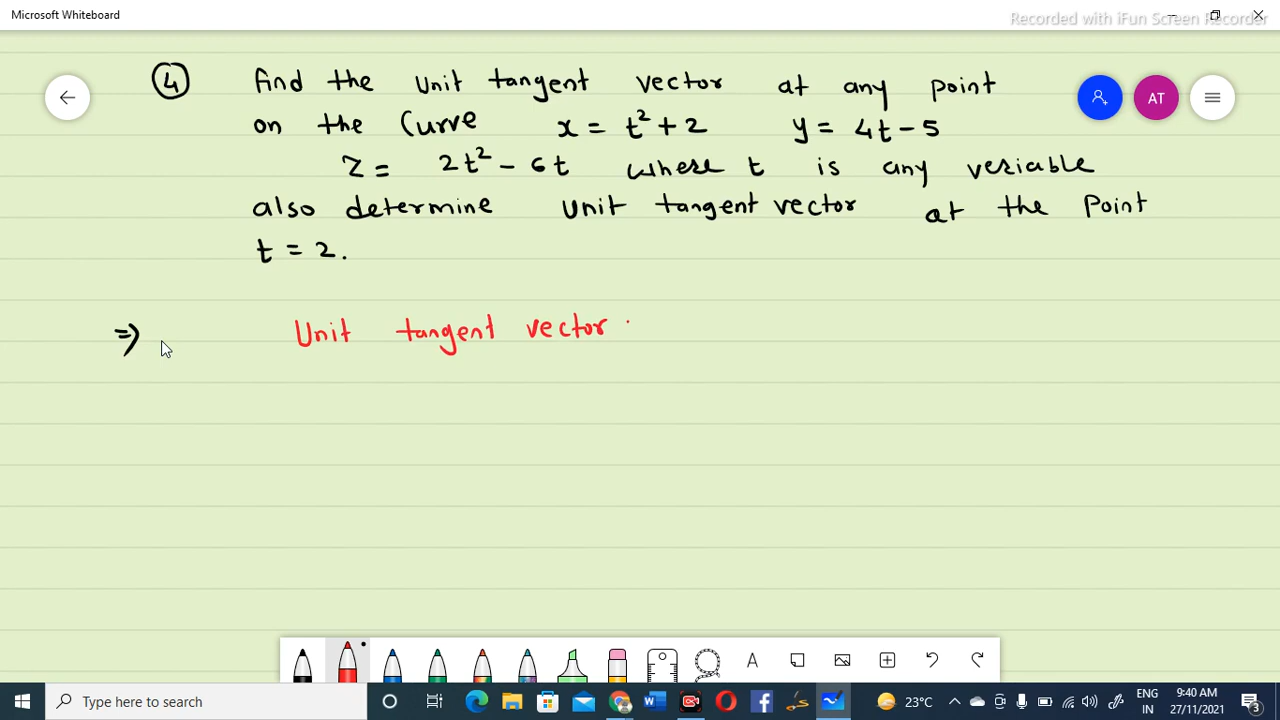 Microsoft Whiteboard
Recorded with iFun Screen Recorder
④ find the Unit tangent vector at any point
on the Curve x = t² + 2 y = 4t - 5
AT
Z = 2t² - 6t where t is any veriable
also determine Unit tangent vector at the Point
t = 2.
⇒ Unit tangent vector
A
Type here to search
W
23°C
ENG
IN
9:40 AM
27/11/2021
3